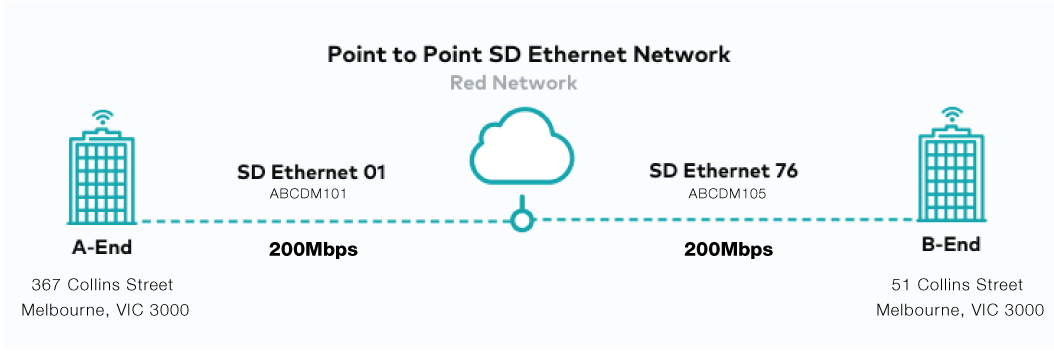 Point to Point SD Ethernet Network
Red Network
SD Ethernet 01
ABCDM101
200Mbps
SD Ethernet 76
ABCDM105
200Mbps
A-End
367 Collins Street
Melbourne, VIC 3000
B-End
51 Collins Street
Melbourne, VIC 3000